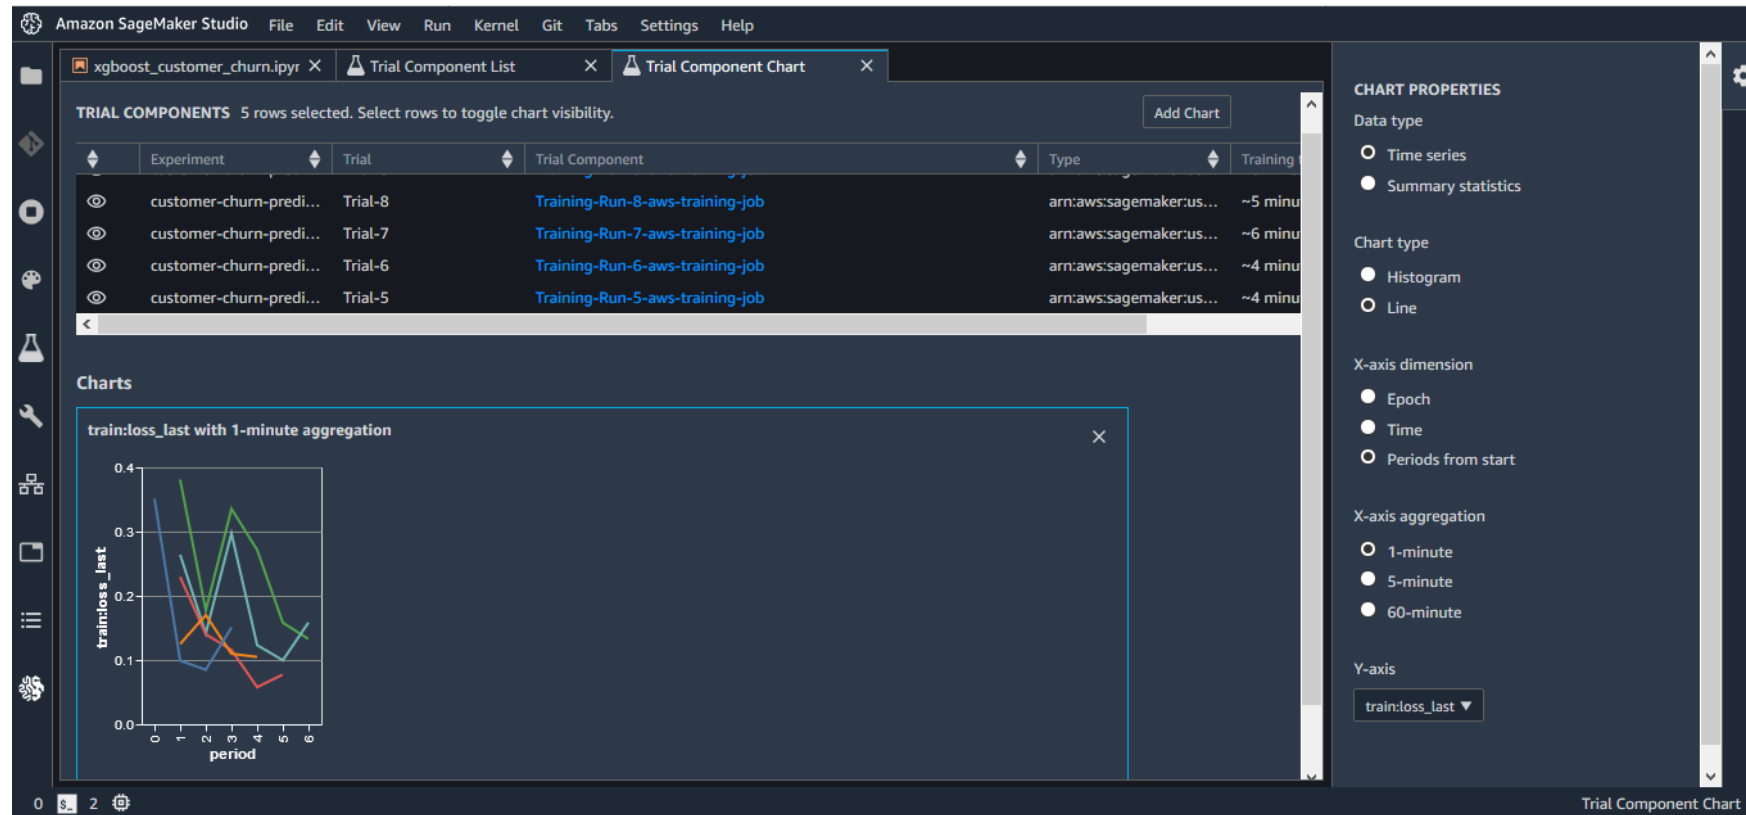 Amazon SageMaker Studio File Edit View Run Kernel Git Tabs Settings Help
xgboost_customer_churn.ipyr Trial Component List Trial Component Chart
TRIAL COMPONENTS 5 rows selected. Select rows to toggle chart visibility. Add Chart
Experiment Trial Trial Component Type Training
customer-churn-predi... Trial-8 Training-Run-8-aws-training-job arn:aws:sagemaker:us... ~5 minu
customer-churn-predi... Trial-7 Training-Run-7-aws-training-job arn:aws:sagemaker:us... ~6 minu
customer-churn-predi... Trial-6 Training-Run-6-aws-training-job arn:aws:sagemaker:us... ~4 minu
customer-churn-predi... Trial-5 Training-Run-5-aws-training-job arn:aws:sagemaker:us... ~4 minu
Charts
train:loss_last with 1-minute aggregation
0.4
0.3
0.2
0.1
0.0
train:loss_last
0 1 2 3 4 5 6
period
CHART PROPERTIES
Data type
Time series
Summary statistics
Chart type
Histogram
Line
X-axis dimension
Epoch
Time
Periods from start
X-axis aggregation
1-minute
5-minute
60-minute
Y-axis
train:loss_last
0 $_ 2
Trial Component Chart